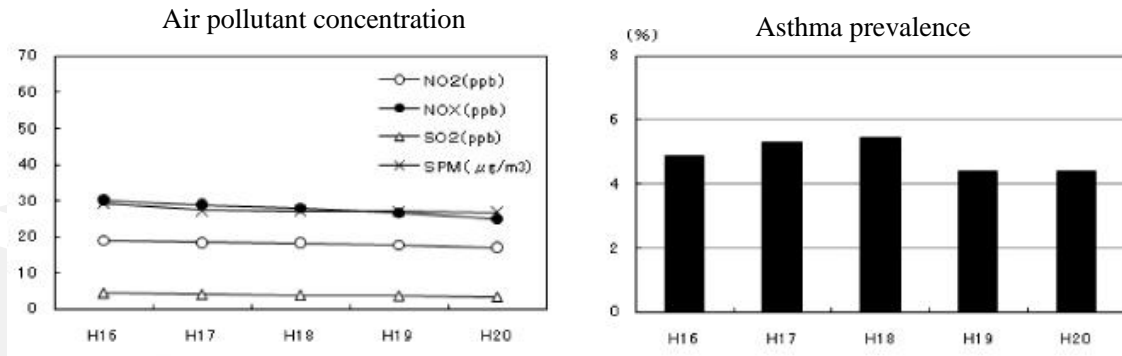 Air pollutant concentration
70
60
50
40
30
20
10
0
NO2(ppb)
NOX(ppb)
SO2(ppb)
SPM(μg/m3)
H16 H17 H18 H19 H20
Asthma prevalence
(%)
8
6
4
2
0
H16 H17 H18 H19 H20